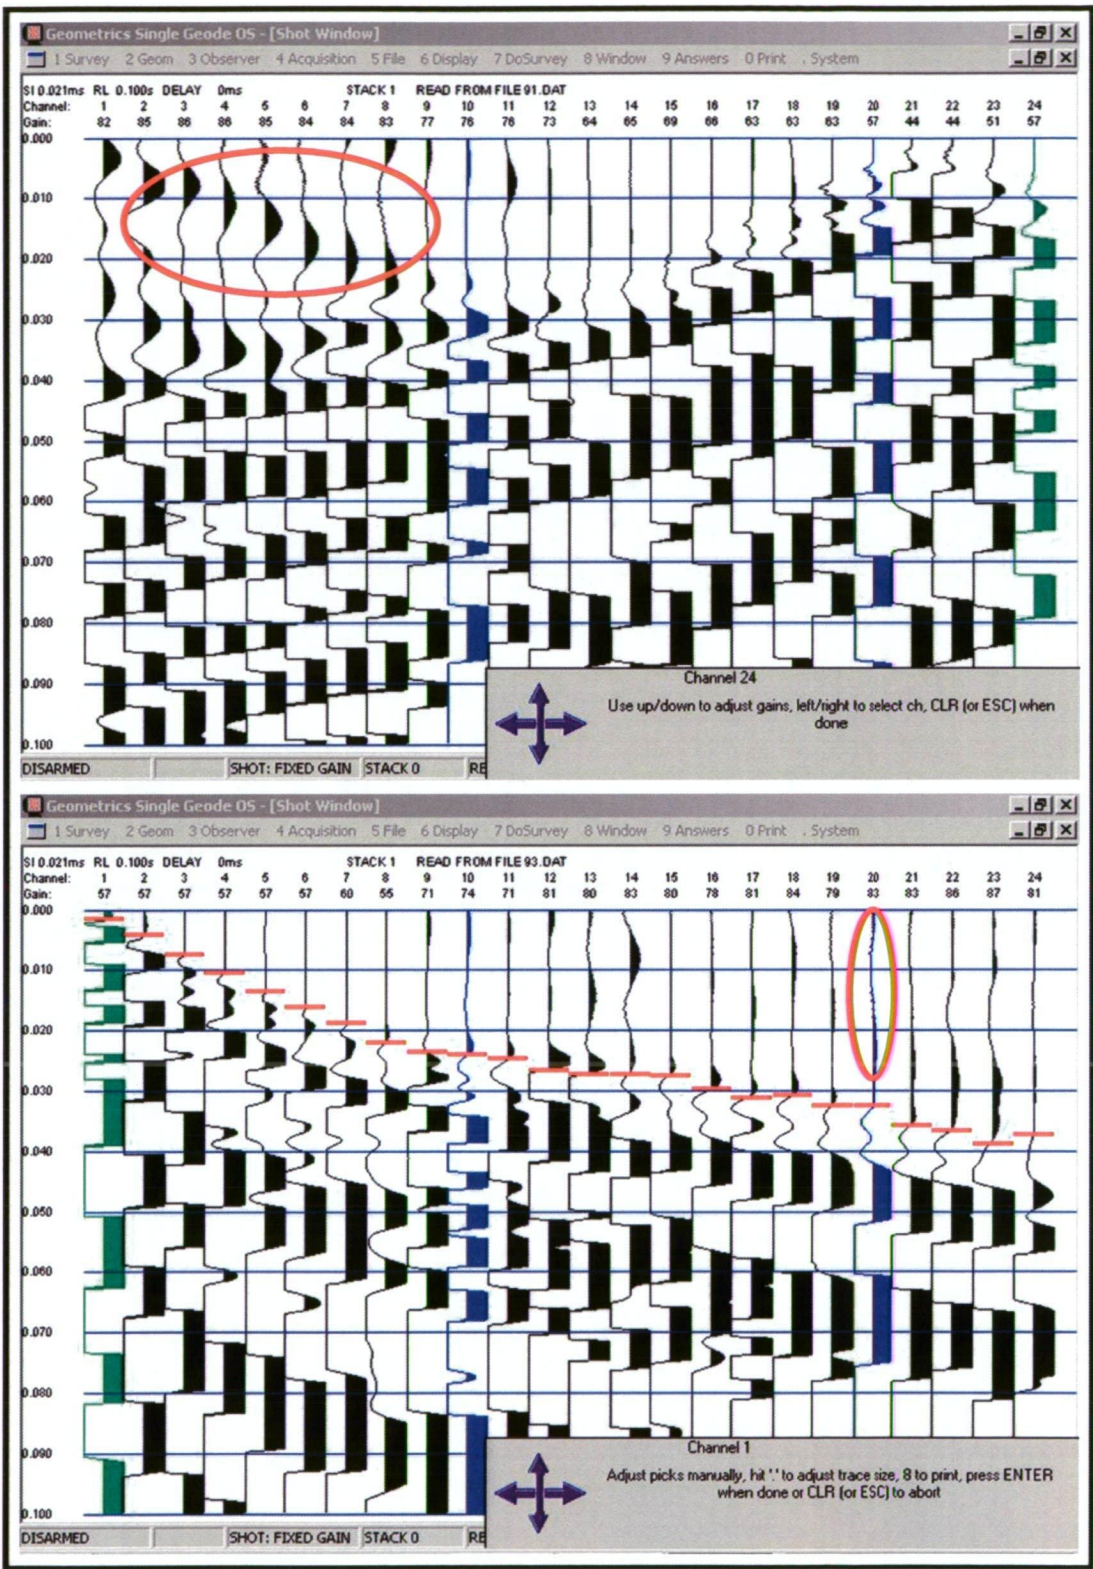 Geometrics Single Geode OS - [Shot Window]
1 Survey 2 Geom 3 Observer 4 Acquisition 5 File 6 Display 7 DoSurvey 8 Window 9 Answers 0 Print . System
SI 0.021ms RL 0.100s DELAY 0ms STACK 1 READ FROM FILE 91.DAT
Channel: 1 2 3 4 5 6 7 8 9 10 11 12 13 14 15 16 17 18 19 20 21 22 23 24
Gain: 82 85 86 86 85 84 84 83 77 76 76 73 64 65 69 66 63 63 63 57 44 44 51 57
0.000
0.010
0.020
0.030
0.040
0.050
0.060
0.070
0.080
0.090
0.100
Channel 24
Use up/down to adjust gains, left/right to select ch, CLR (or ESC) when
done
DISARMED SHOT: FIXED GAIN STACK 0 RE
Geometrics Single Geode OS - [Shot Window]
1 Survey 2 Geom 3 Observer 4 Acquisition 5 File 6 Display 7 DoSurvey 8 Window 9 Answers 0 Print . System
SI 0.021ms RL 0.100s DELAY 0ms STACK 1 READ FROM FILE 93.DAT
Channel: 1 2 3 4 5 6 7 8 9 10 11 12 13 14 15 16 17 18 19 20 21 22 23 24
Gain: 57 57 57 57 57 57 60 55 71 74 71 81 80 83 80 78 81 84 79 83 83 86 87 81
0.000
0.010
0.020
0.030
0.040
0.050
0.060
0.070
0.080
0.090
0.100
Channel 1
Adjust picks manually, hit '.' to adjust trace size, 8 to print, press ENTER
when done or CLR (or ESC) to abort
DISARMED SHOT: FIXED GAIN STACK 0 RE